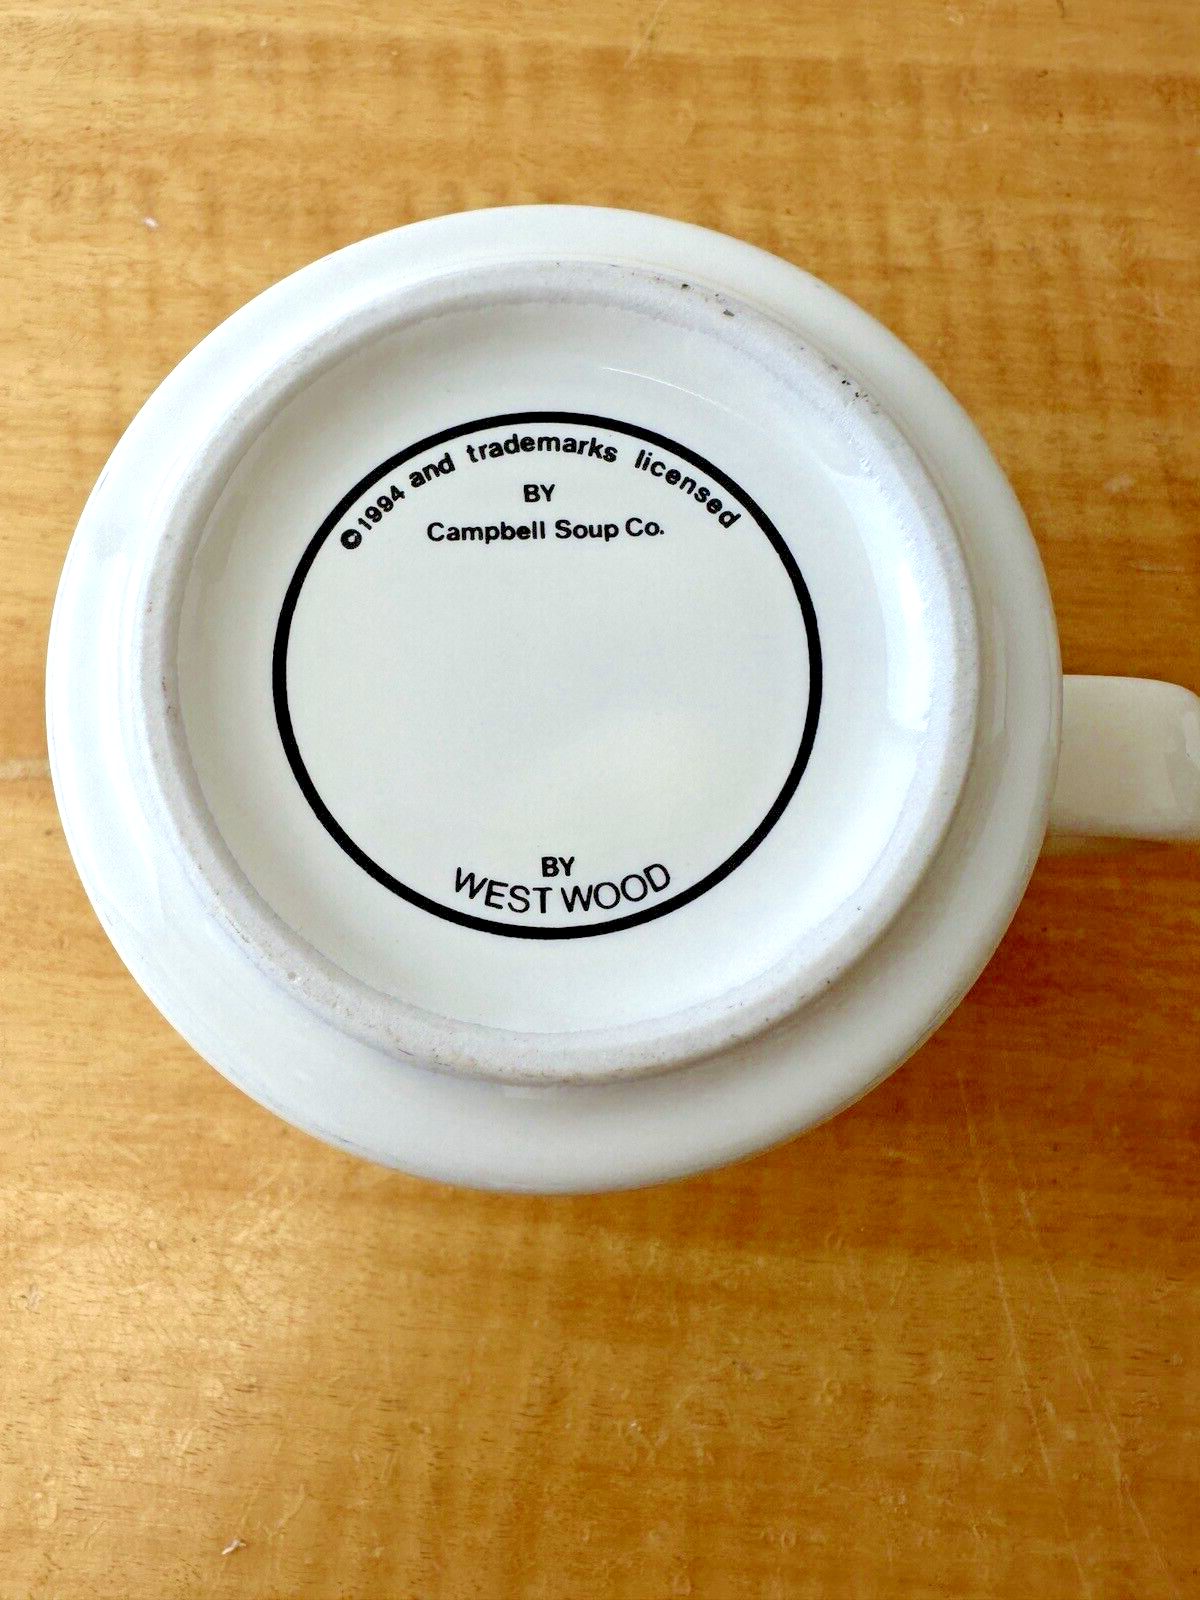 ©1994 and trademarks licensed
BY
Campbell Soup Co.
BY
WEST WOOD